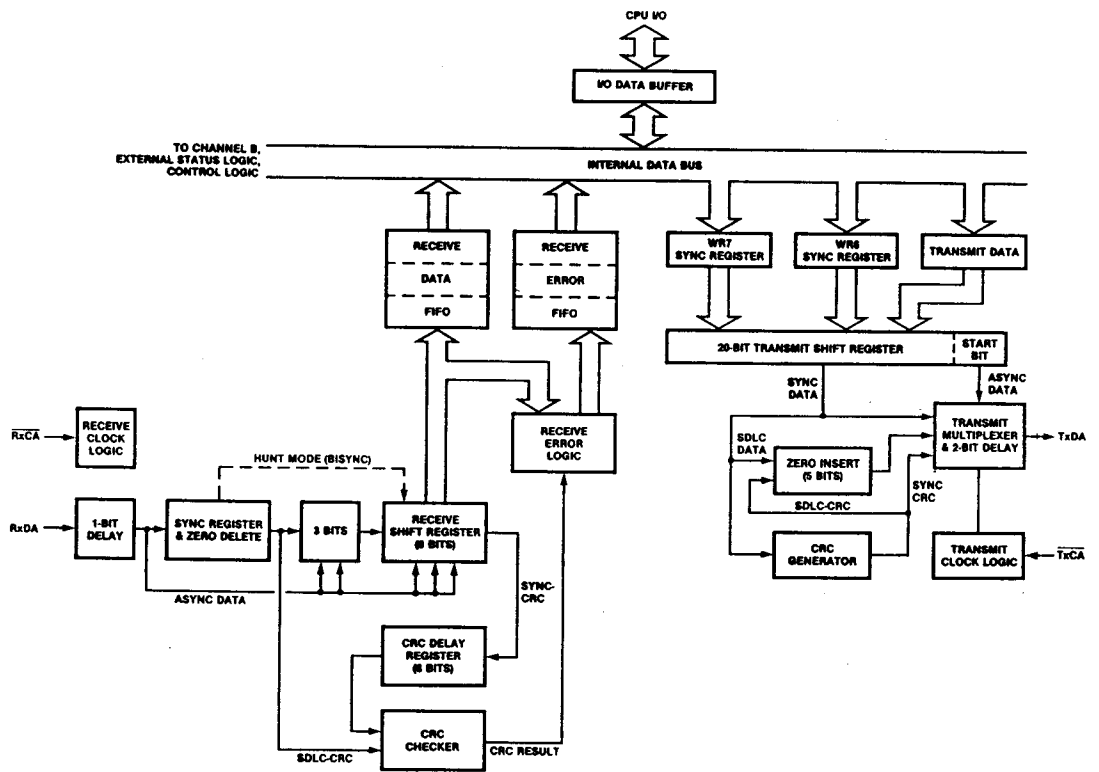 CPU I/O
I/O DATA BUFFER
TO CHANNEL B,
EXTERNAL STATUS LOGIC,
CONTROL LOGIC
INTERNAL DATA BUS
RECEIVE
DATA
FIFO
RECEIVE
ERROR
FIFO
WR7
SYNC REGISTER
WR6
SYNC REGISTER
TRANSMIT DATA
20-BIT TRANSMIT SHIFT REGISTER
START
BIT
SYNC
DATA
ASYNC
DATA
RxCA
RECEIVE
CLOCK
LOGIC
RECEIVE
ERROR
LOGIC
SDLC
DATA
ZERO INSERT
(5 BITS)
TRANSMIT
MULTIPLEXER
& 2-BIT DELAY
TxDA
HUNT MODE (BISYNC)
SDLC-CRC
SYNC
CRC
RxDA
1-BIT
DELAY
SYNC REGISTER
& ZERO DELETE
3 BITS
RECEIVE
SHIFT REGISTER
(8 BITS)
CRC
GENERATOR
TRANSMIT
CLOCK LOGIC
TxCA
ASYNC DATA
SYNC-
CRC
CRC DELAY
REGISTER
(8 BITS)
CRC
CHECKER
SDLC-CRC
CRC RESULT